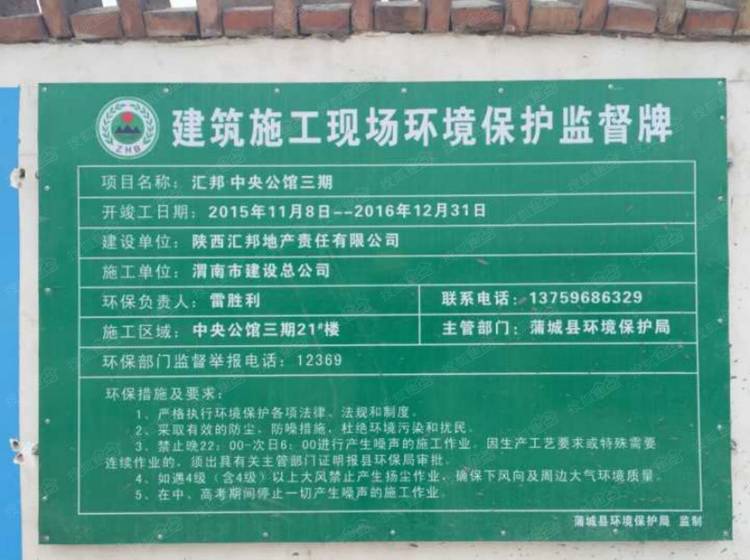 建筑施工现场环境保护监督牌
ZHB
项目名称：汇邦·中央公馆三期
开竣工日期：2015年11月8日--2016年12月31日
建设单位：陕西汇邦地产责任有限公司
施工单位：渭南市建设总公司
环保负责人：雷胜利 联系电话：13759686329
施工区域：中央公馆三期21#楼 主管部门：蒲城县环境保护局
环保部门监督举报电话：12369
环保措施及要求：
1、严格执行环境保护各项法律、法规和制度。
2、采取有效的防尘，防噪措施，杜绝环境污染和扰民。
3、禁止晚22：00-次日6：00进行产生噪声的施工作业。因生产工艺要求或特殊需要
连续作业的，须出具有关主管部门证明报县环保局审批。
4、如遇4级（含4级）以上大风禁止产生扬尘作业，确保下风向及周边大气环境质量。
5、在中、高考期间停止一切产生噪声的施工作业。
蒲城县环境保护局 监制